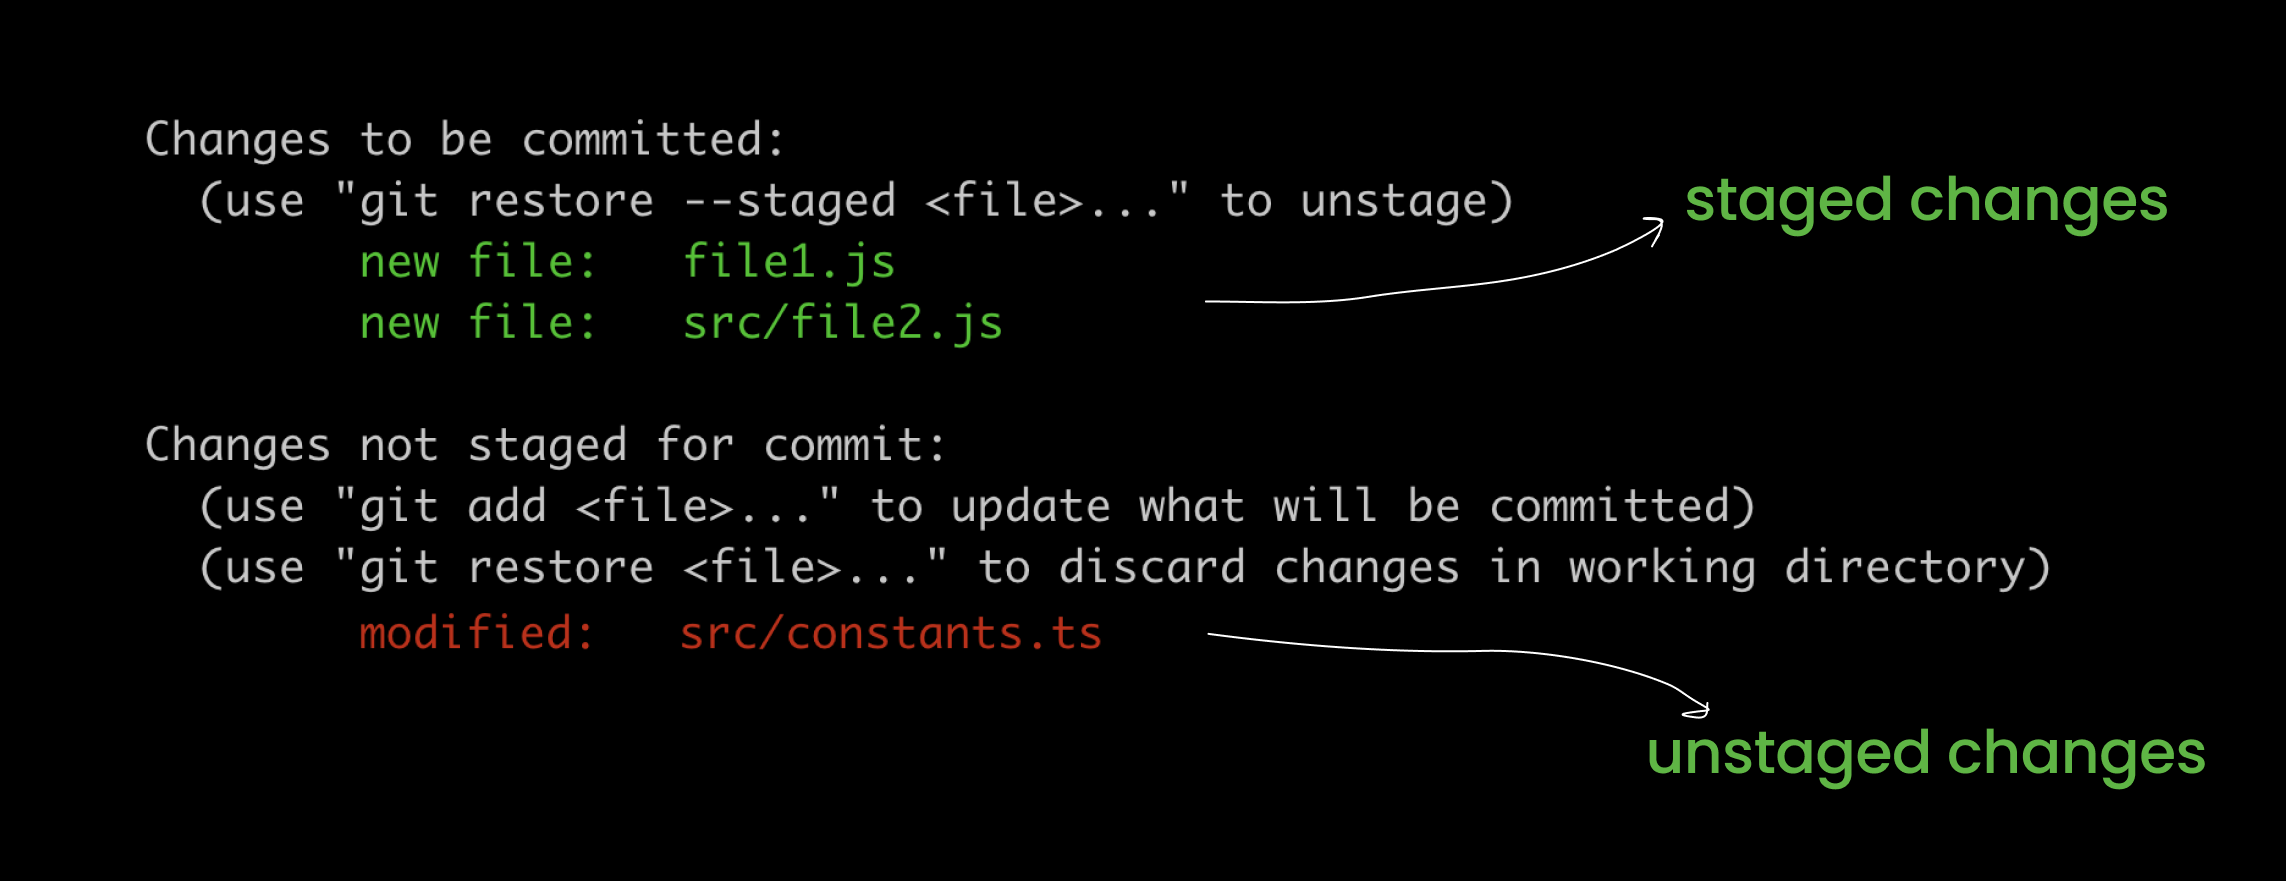 Changes to be committed:
(use "git restore --staged <file>..." to unstage)
staged changes
new file: file1.js
new file: src/file2.js
Changes not staged for commit:
(use "git add <file>..." to update what will be committed)
(use "git restore <file>..." to discard changes in working directory)
modified: src/constants.ts
unstaged changes